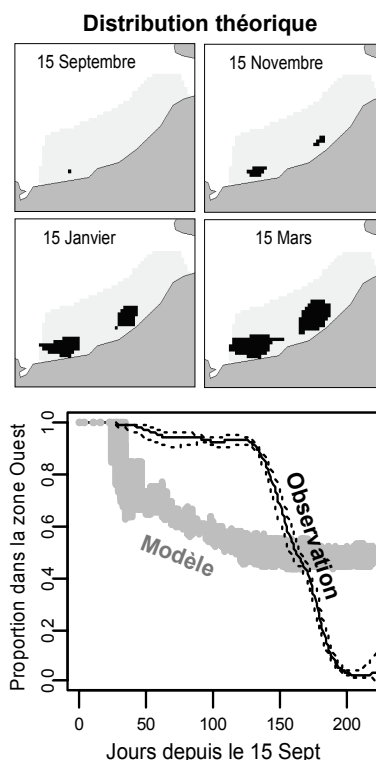 Distribution théorique
15 Septembre
15 Novembre
15 Janvier
15 Mars
Proportion dans la zone Ouest
1.0
0.8
0.6
0.4
0.2
0.0
Modèle
Observation
0
50
100
150
200
Jours depuis le 15 Sept